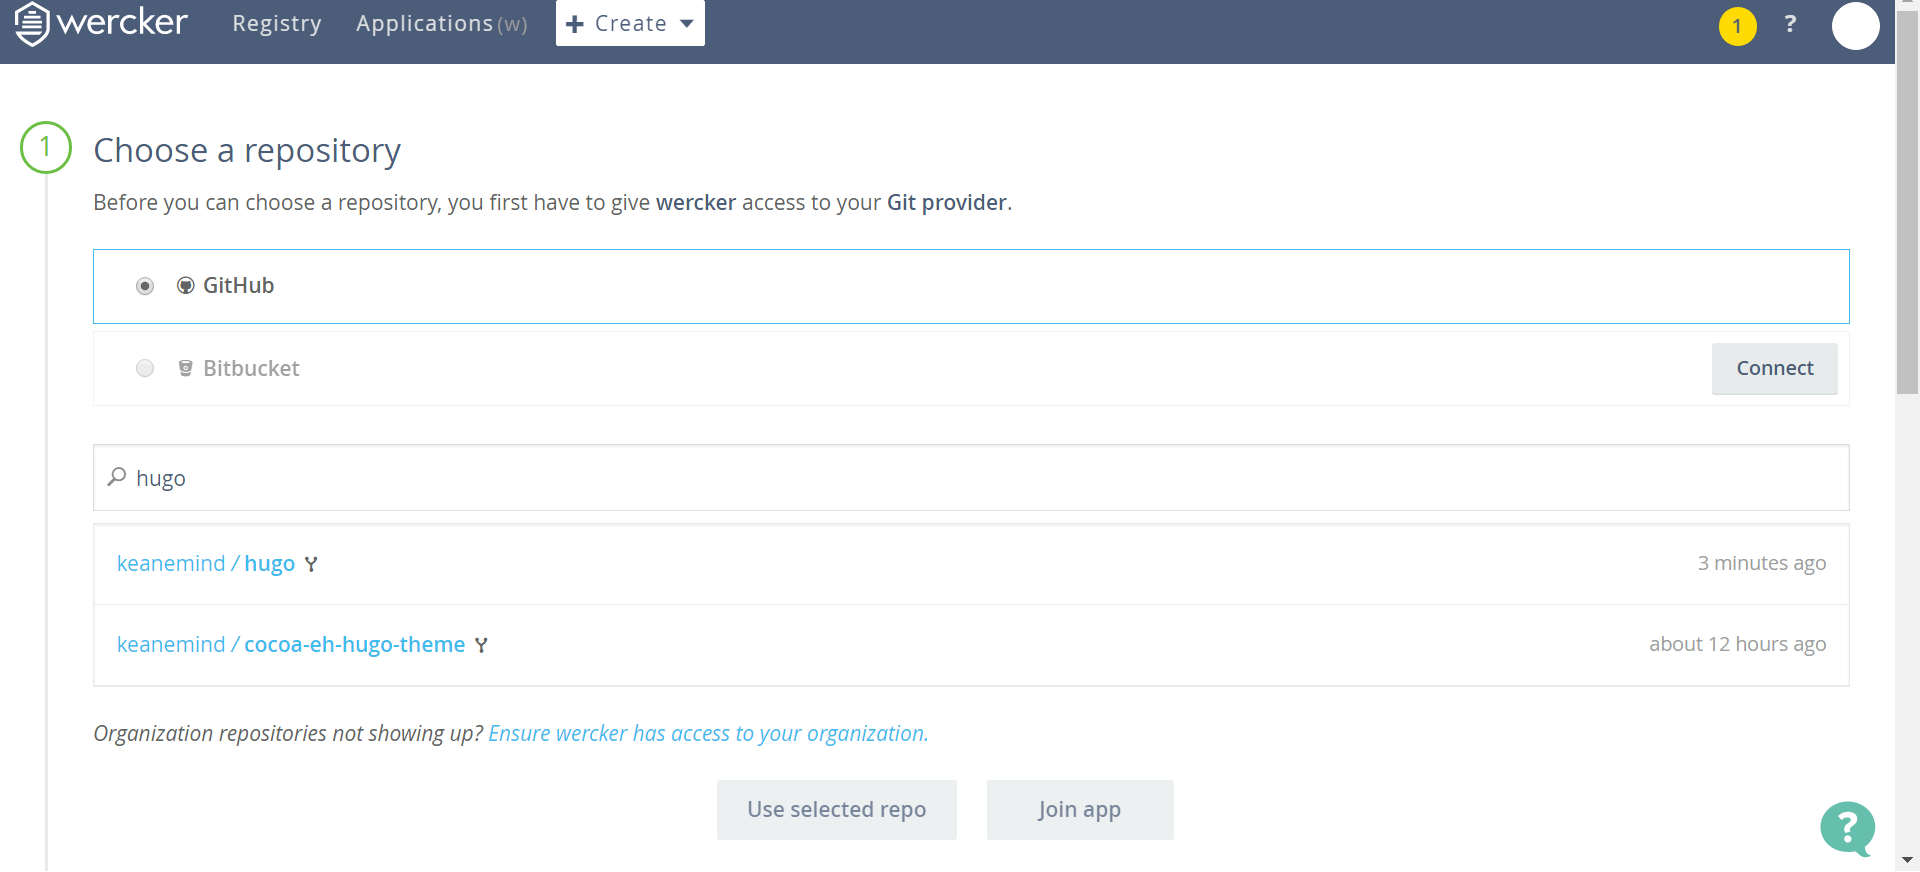 wercker Registry Applications (w) + Create 1 ?
1 Choose a repository
Before you can choose a repository, you first have to give wercker access to your Git provider.
GitHub
Bitbucket Connect
hugo
keanemind / hugo 3 minutes ago
keanemind / cocoa-eh-hugo-theme about 12 hours ago
Organization repositories not showing up? Ensure wercker has access to your organization.
Use selected repo Join app
?